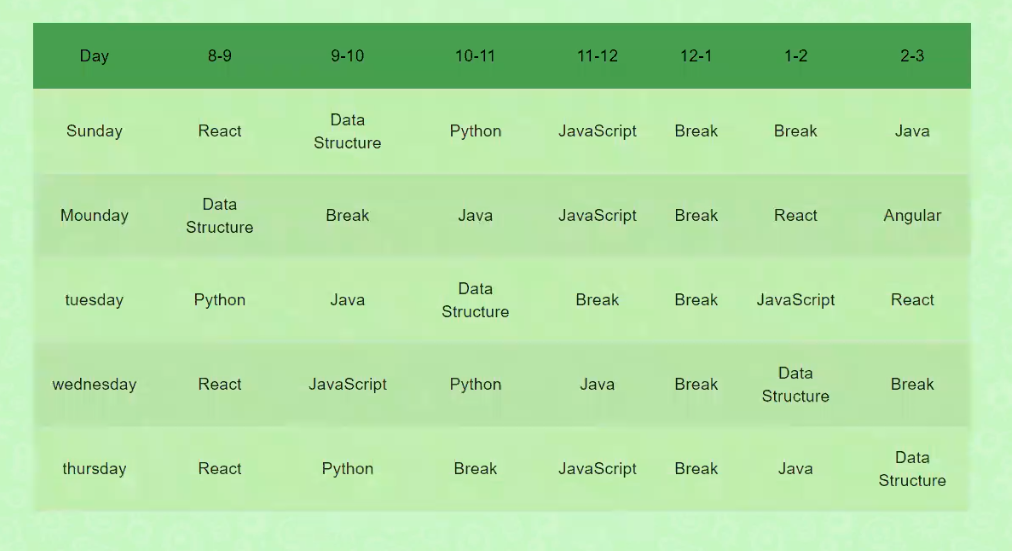 Day 8-9 9-10 10-11 11-12 12-1 1-2 2-3
Sunday React Data Structure Python JavaScript Break Break Java
Mounday Data Structure Break Java JavaScript Break React Angular
tuesday Python Java Data Structure Break Break JavaScript React
wednesday React JavaScript Python Java Break Data Structure Break
thursday React Python Break JavaScript Break Java Data Structure